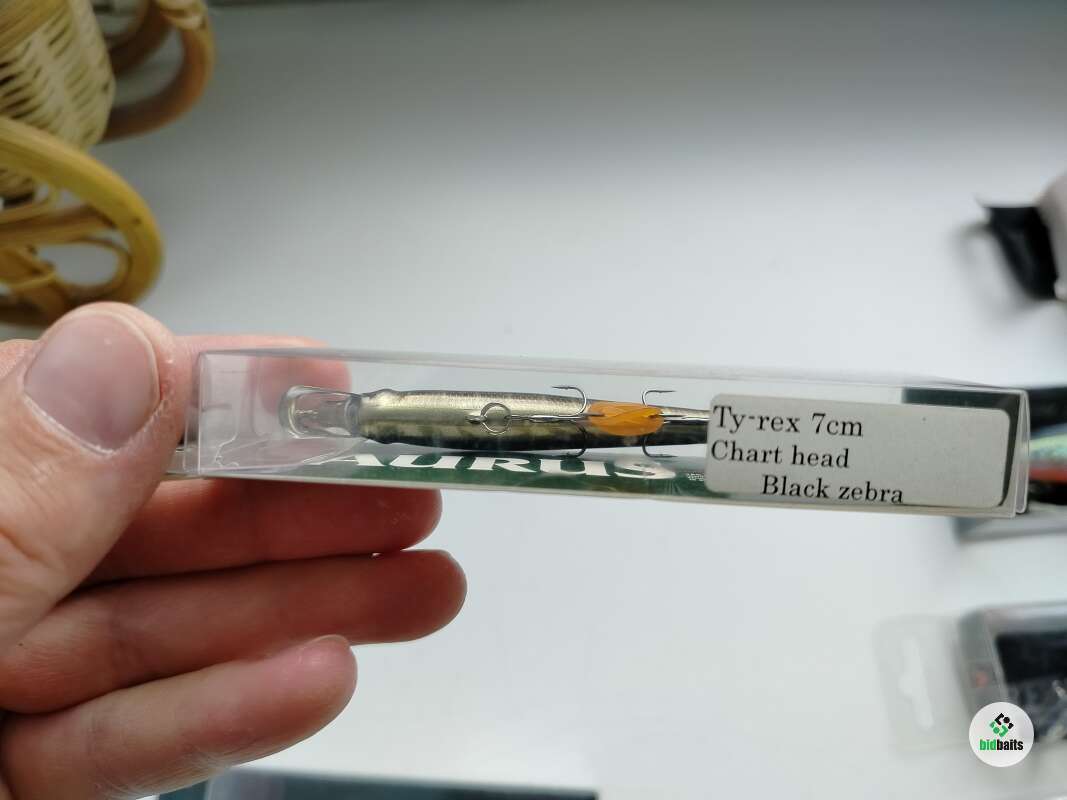 Ty-rex 7cm
Chart head
Black zebra
AURUS
bidbaits